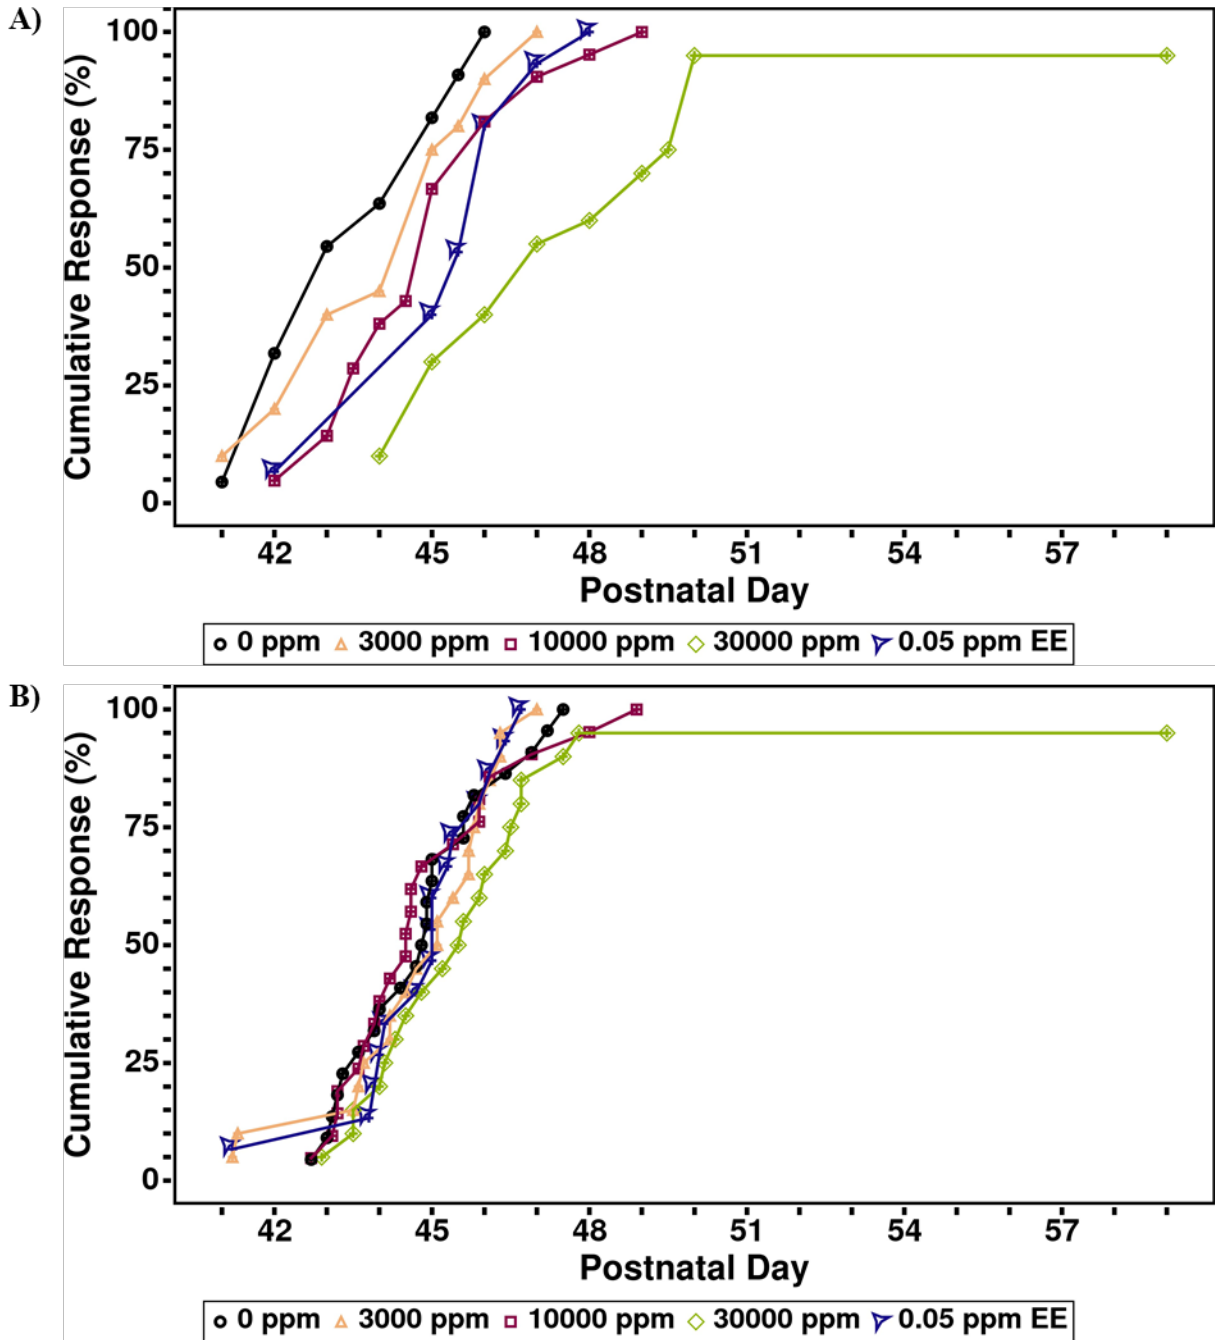 A)
Cumulative Response (%)
100
75
50
25
0
42 45 48 51 54 57
Postnatal Day
0 ppm 3000 ppm 10000 ppm 30000 ppm 0.05 ppm EE
B)
Cumulative Response (%)
100
75
50
25
0
42 45 48 51 54 57
Postnatal Day
0 ppm 3000 ppm 10000 ppm 30000 ppm 0.05 ppm EE